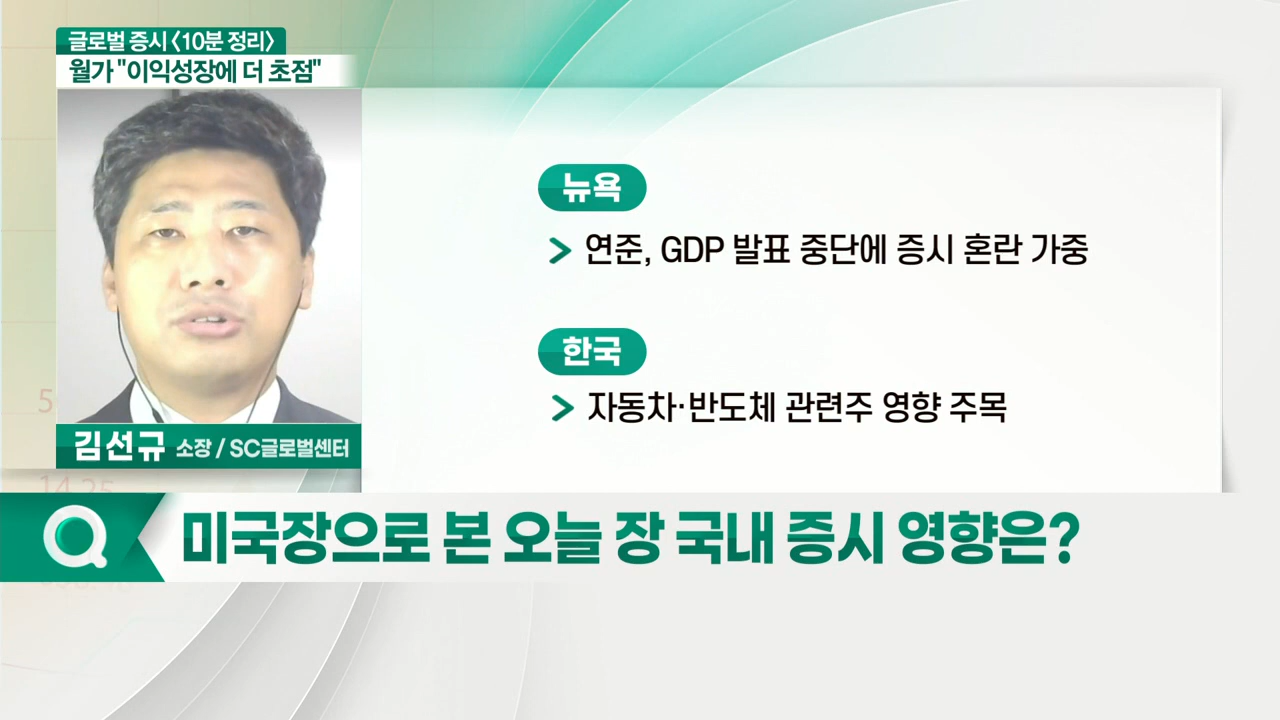 글로벌 증시 <10분 정리>
월가 "이익성장에 더 초점"
뉴욕
연준, GDP 발표 중단에 증시 혼란 가중
한국
자동차·반도체 관련주 영향 주목
김선규 소장 / SC글로벌센터
Q 미국장으로 본 오늘 장 국내 증시 영향은?